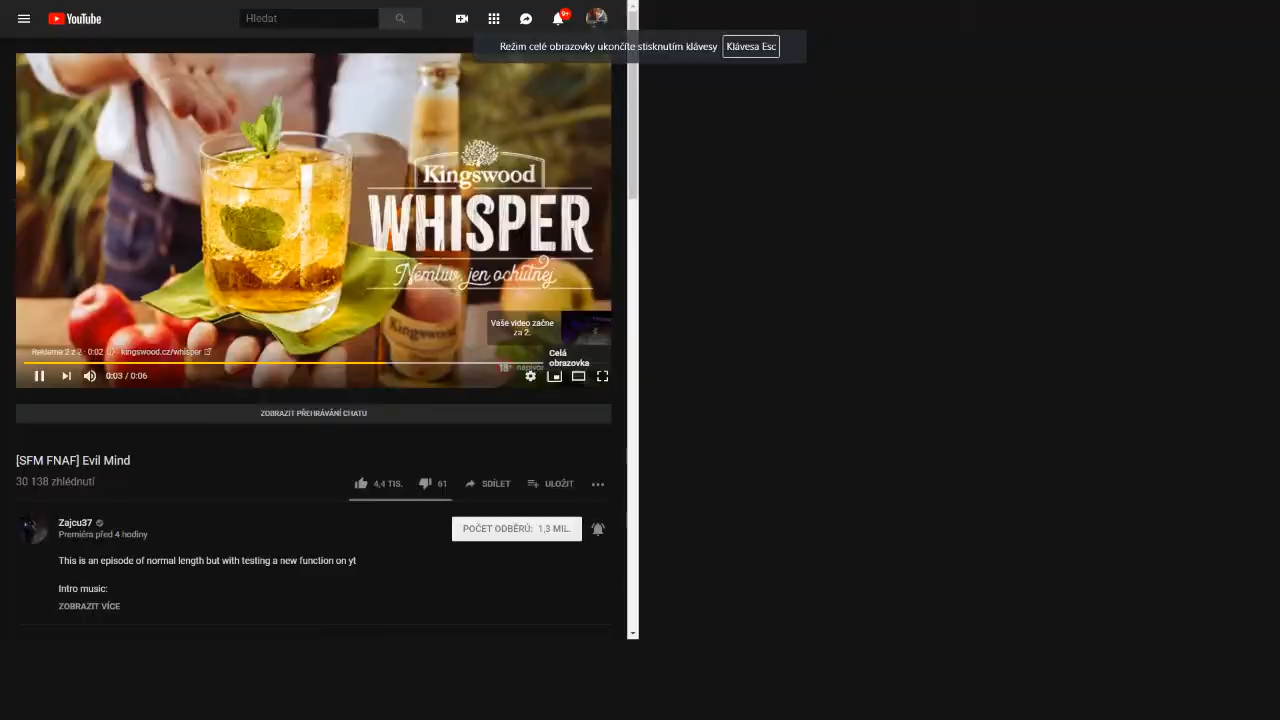 YouTube
Hledat
9+
Režim celé obrazovky ukončíte stisknutím klávesy Klávesa Esc
Kingswood
WHISPER
Nemluv, jen ochutnej
Kingswood
Vaše video začne za 2.
Reklama 2 z 2 · 0:02 kingswood.cz/whisper
Celá obrazovka
0:03 / 0:06
ZOBRAZIT PŘEHRÁVÁNÍ CHATU
[SFM FNAF] Evil Mind
30 138 zhlédnutí
4,4 TIS. 61 SDÍLET ULOŽIT
Zajcu37
Premiéra před 4 hodiny
POČET ODBĚRŮ: 1,3 MIL.
This is an episode of normal length but with testing a new function on yt
Intro music:
ZOBRAZIT VÍCE